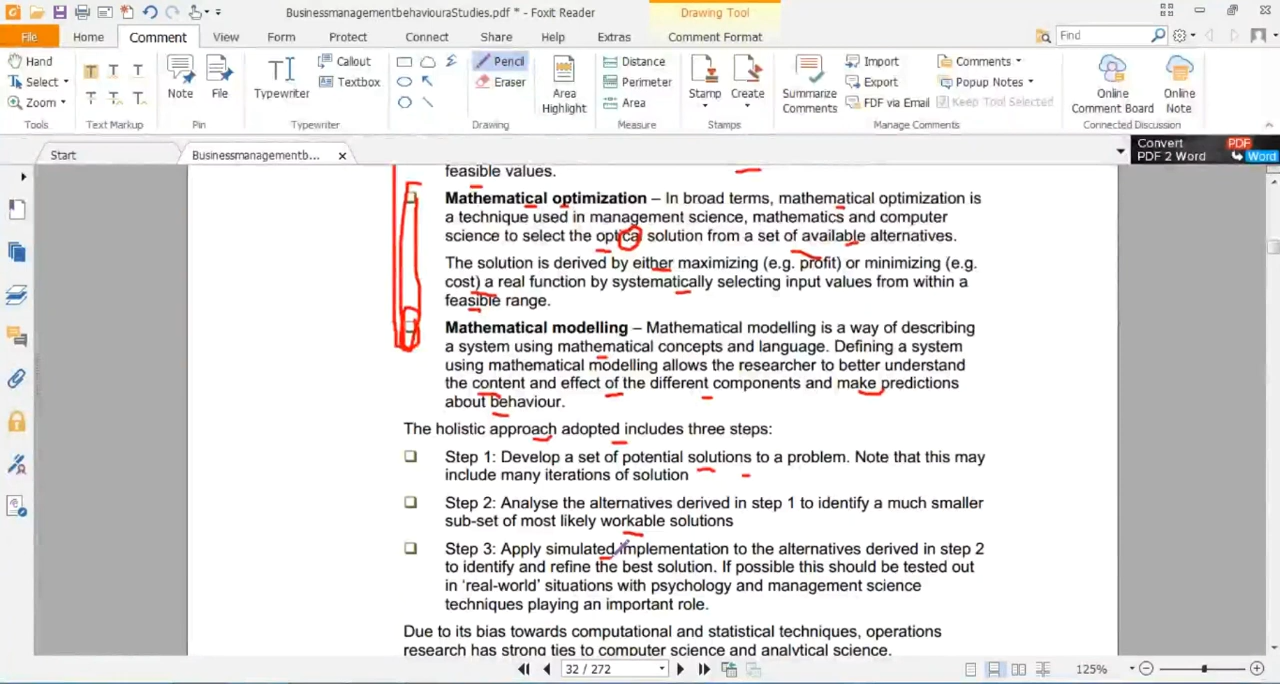 BusinessmanagementbehaviouraStudies.pdf * - Foxit Reader
Drawing Tool
File Home Comment View Form Protect Connect Share Help Extras Comment Format
Find
Hand
Select
Zoom
Tools
T T T
T T T
Text Markup
Note
File
Pin
Typewriter
Callout
Textbox
Typewriter
Pencil
Eraser
Drawing
Area
Highlight
Distance
Perimeter
Area
Measure
Stamp
Create
Stamps
Summarize
Comments
Import
Export
FDF via Email
Comments
Popup Notes
Keep Tool Selected
Manage Comments
Online
Comment Board
Online
Note
Connected Discussion
Start
Businessmanagementb...
Convert PDF
PDF 2 Word Word
feasible values.
Mathematical optimization – In broad terms, mathematical optimization is
a technique used in management science, mathematics and computer
science to select the optical solution from a set of available alternatives.
The solution is derived by either maximizing (e.g. profit) or minimizing (e.g.
cost) a real function by systematically selecting input values from within a
feasible range.
Mathematical modelling – Mathematical modelling is a way of describing
a system using mathematical concepts and language. Defining a system
using mathematical modelling allows the researcher to better understand
the content and effect of the different components and make predictions
about behaviour.
The holistic approach adopted includes three steps:
Step 1: Develop a set of potential solutions to a problem. Note that this may
include many iterations of solution
Step 2: Analyse the alternatives derived in step 1 to identify a much smaller
sub-set of most likely workable solutions
Step 3: Apply simulated implementation to the alternatives derived in step 2
to identify and refine the best solution. If possible this should be tested out
in ‘real-world’ situations with psychology and management science
techniques playing an important role.
Due to its bias towards computational and statistical techniques, operations
research has strong ties to computer science and analytical science.
32 / 272
125%